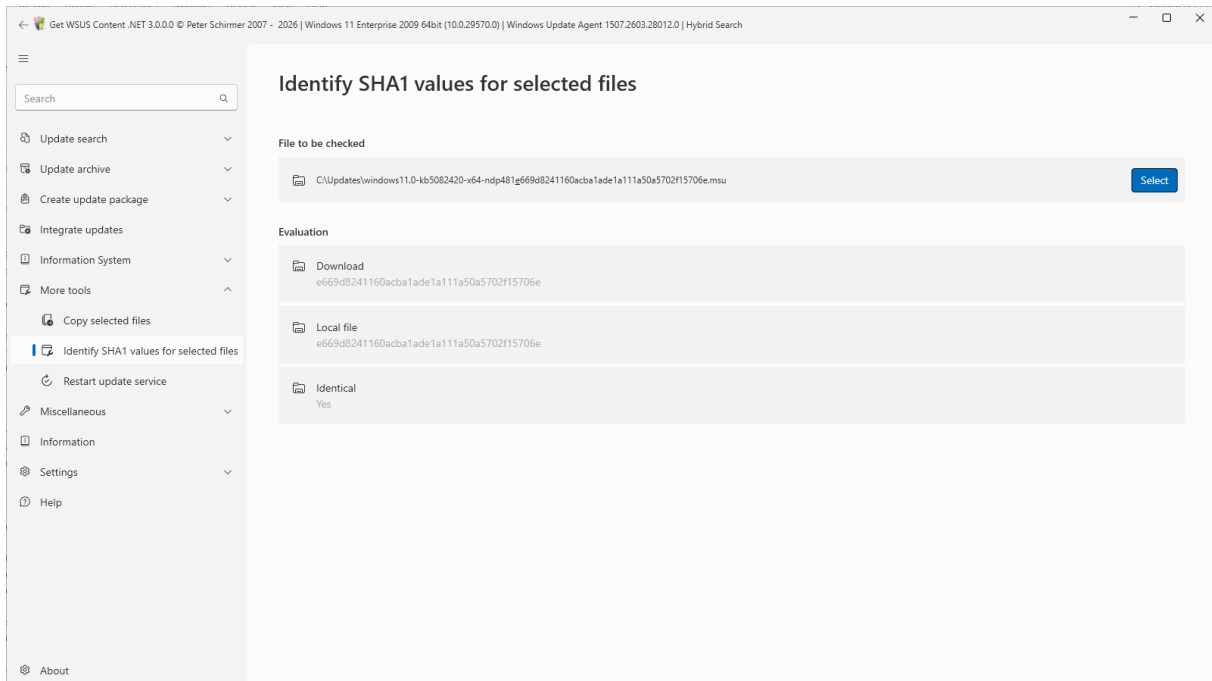 Get WSUS Content .NET 3.0.0.0 © Peter Schirmer 2007 - 2026 | Windows 11 Enterprise 2009 64bit (10.0.29570.0) | Windows Update Agent 1507.2603.28012.0 | Hybrid Search
Search
Update search
Update archive
Create update package
Integrate updates
Information System
More tools
Copy selected files
Identify SHA1 values for selected files
Restart update service
Miscellaneous
Information
Settings
Help
About
Identify SHA1 values for selected files
File to be checked
C:\Updates\windows11.0-kb5082420-x64-ndp481e669d8241160acba1ade1a111a50a5702f15706e.msu
Select
Evaluation
Download
e669d8241160acba1ade1a111a50a5702f15706e
Local file
e669d8241160acba1ade1a111a50a5702f15706e
Identical
Yes